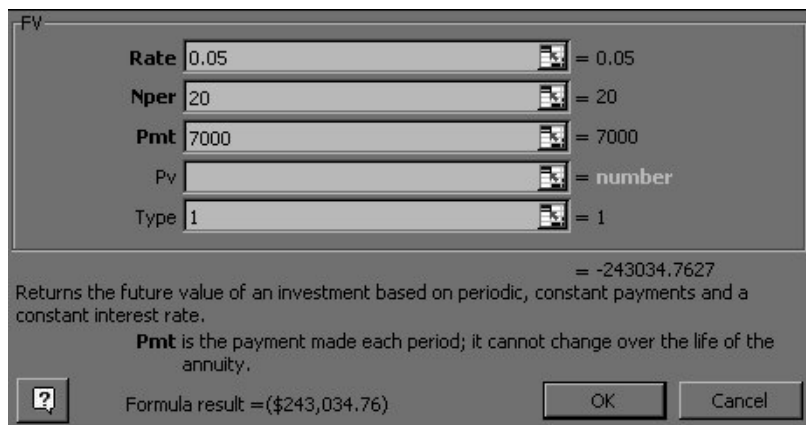 FV
Rate 0.05 = 0.05
Nper 20 = 20
Pmt 7000 = 7000
Pv = number
Type 1 = 1
= -243034.7627
Returns the future value of an investment based on periodic, constant payments and a
constant interest rate.
Pmt is the payment made each period; it cannot change over the life of the
annuity.
? Formula result =($243,034.76) OK Cancel